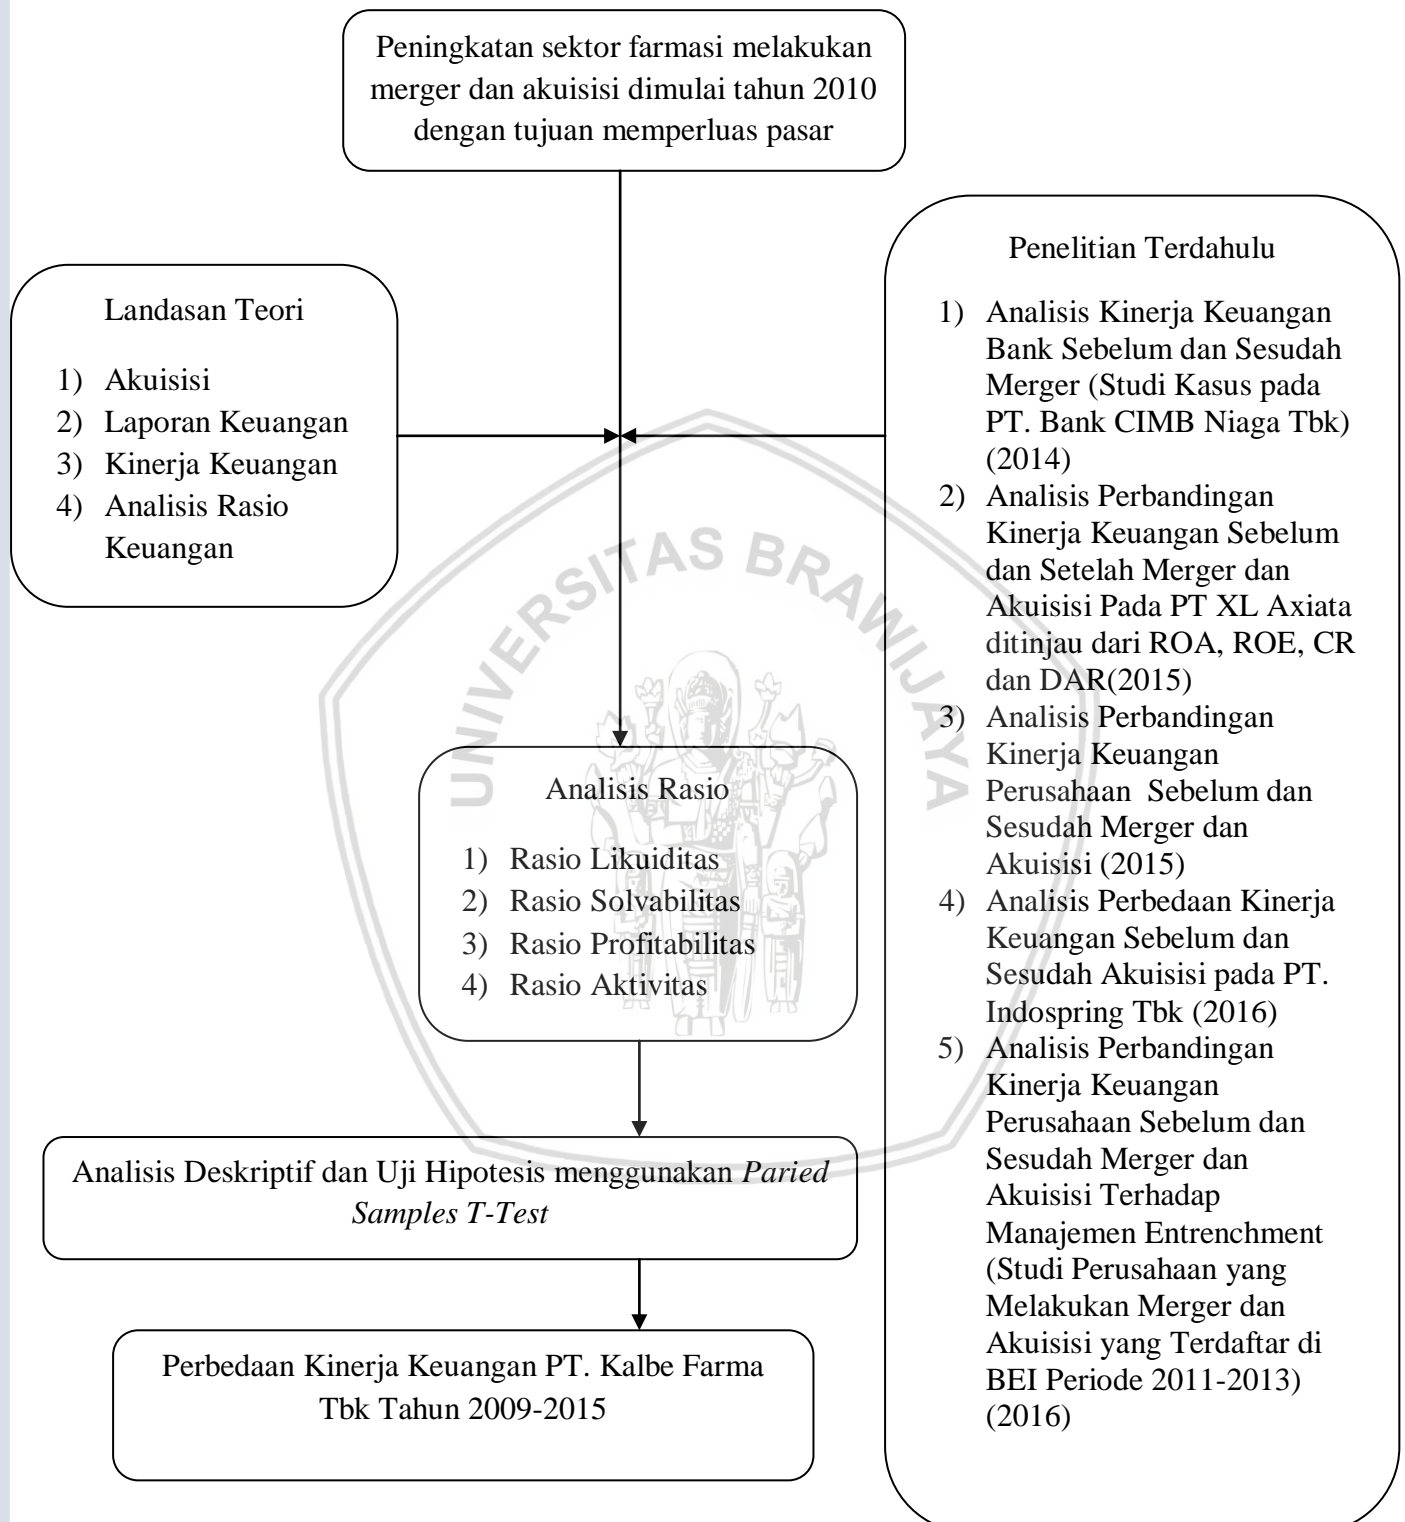 Peningkatan sektor farmasi melakukan
merger dan akuisisi dimulai tahun 2010
dengan tujuan memperluas pasar
Landasan Teori
1) Akuisisi
2) Laporan Keuangan
3) Kinerja Keuangan
4) Analisis Rasio
Keuangan
Penelitian Terdahulu
1) Analisis Kinerja Keuangan
Bank Sebelum dan Sesudah
Merger (Studi Kasus pada
PT. Bank CIMB Niaga Tbk)
(2014)
2) Analisis Perbandingan
Kinerja Keuangan Sebelum
dan Setelah Merger dan
Akuisisi Pada PT XL Axiata
ditinjau dari ROA, ROE, CR
dan DAR(2015)
3) Analisis Perbandingan
Kinerja Keuangan
Perusahaan  Sebelum dan
Sesudah Merger dan
Akuisisi (2015)
4) Analisis Perbedaan Kinerja
Keuangan Sebelum dan
Sesudah Akuisisi pada PT.
Indospring Tbk (2016)
5) Analisis Perbandingan
Kinerja Keuangan
Perusahaan Sebelum dan
Sesudah Merger dan
Akuisisi Terhadap
Manajemen Entrenchment
(Studi Perusahaan yang
Melakukan Merger dan
Akuisisi yang Terdaftar di
BEI Periode 2011-2013)
(2016)
UNIVERSITAS BRAWIJAYA
Analisis Rasio
1) Rasio Likuiditas
2) Rasio Solvabilitas
3) Rasio Profitabilitas
4) Rasio Aktivitas
Analisis Deskriptif dan Uji Hipotesis menggunakan Paried
Samples T-Test
Perbedaan Kinerja Keuangan PT. Kalbe Farma
Tbk Tahun 2009-2015